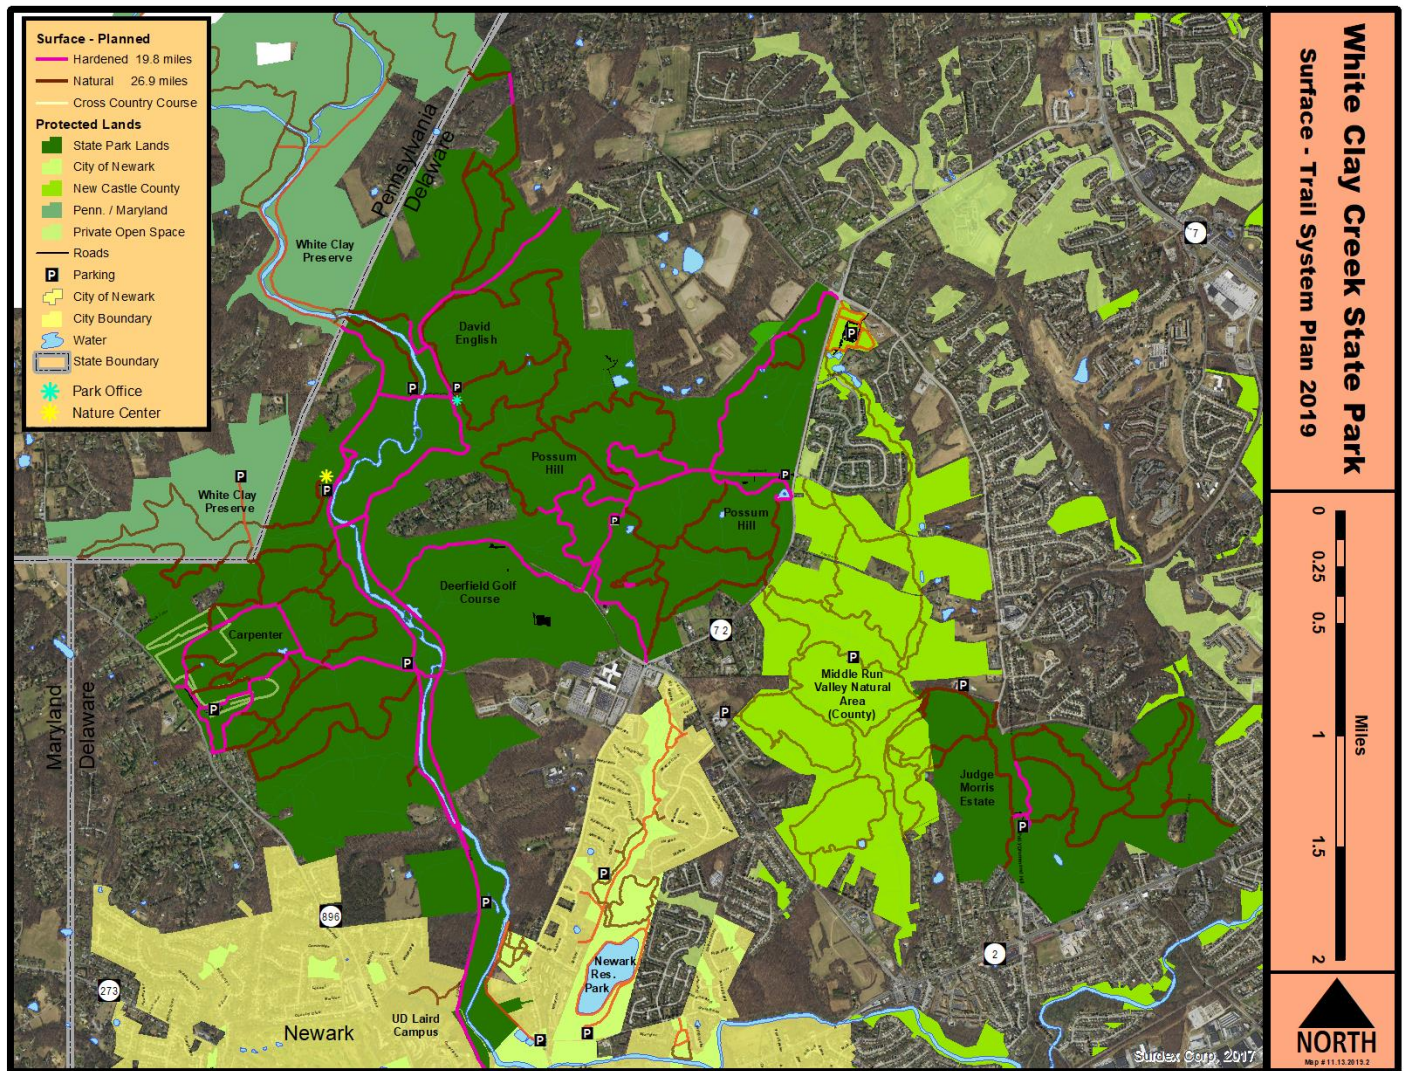 Surface - Planned
Hardened 19.8 miles
Natural 26.9 miles
Cross Country Course
Protected Lands
State Park Lands
City of Newark
New Castle County
Penn. / Maryland
Private Open Space
Roads
P Parking
City of Newark
City Boundary
Water
State Boundary
Park Office
Nature Center
Pennsylvania
Delaware
White Clay
Preserve
David
English
P
P
P
7
White Clay
Preserve
P
P
Possum
Hill
P
Possum
Hill
P
Deerfield Golf
Course
Carpenter
P
P
72
Maryland
Delaware
P
Middle Run
Valley Natural
Area
(County)
P
P
Judge
Morris
Estate
P
P
P
896
2
273
Newark
Res.
Park
Newark
UD Laird
Campus
P
P
Surdex Corp, 2017
White Clay Creek State Park
Surface - Trail System Plan 2019
0
0.25
0.5
1
1.5
2
Miles
NORTH
Map # 11.13.2019.2